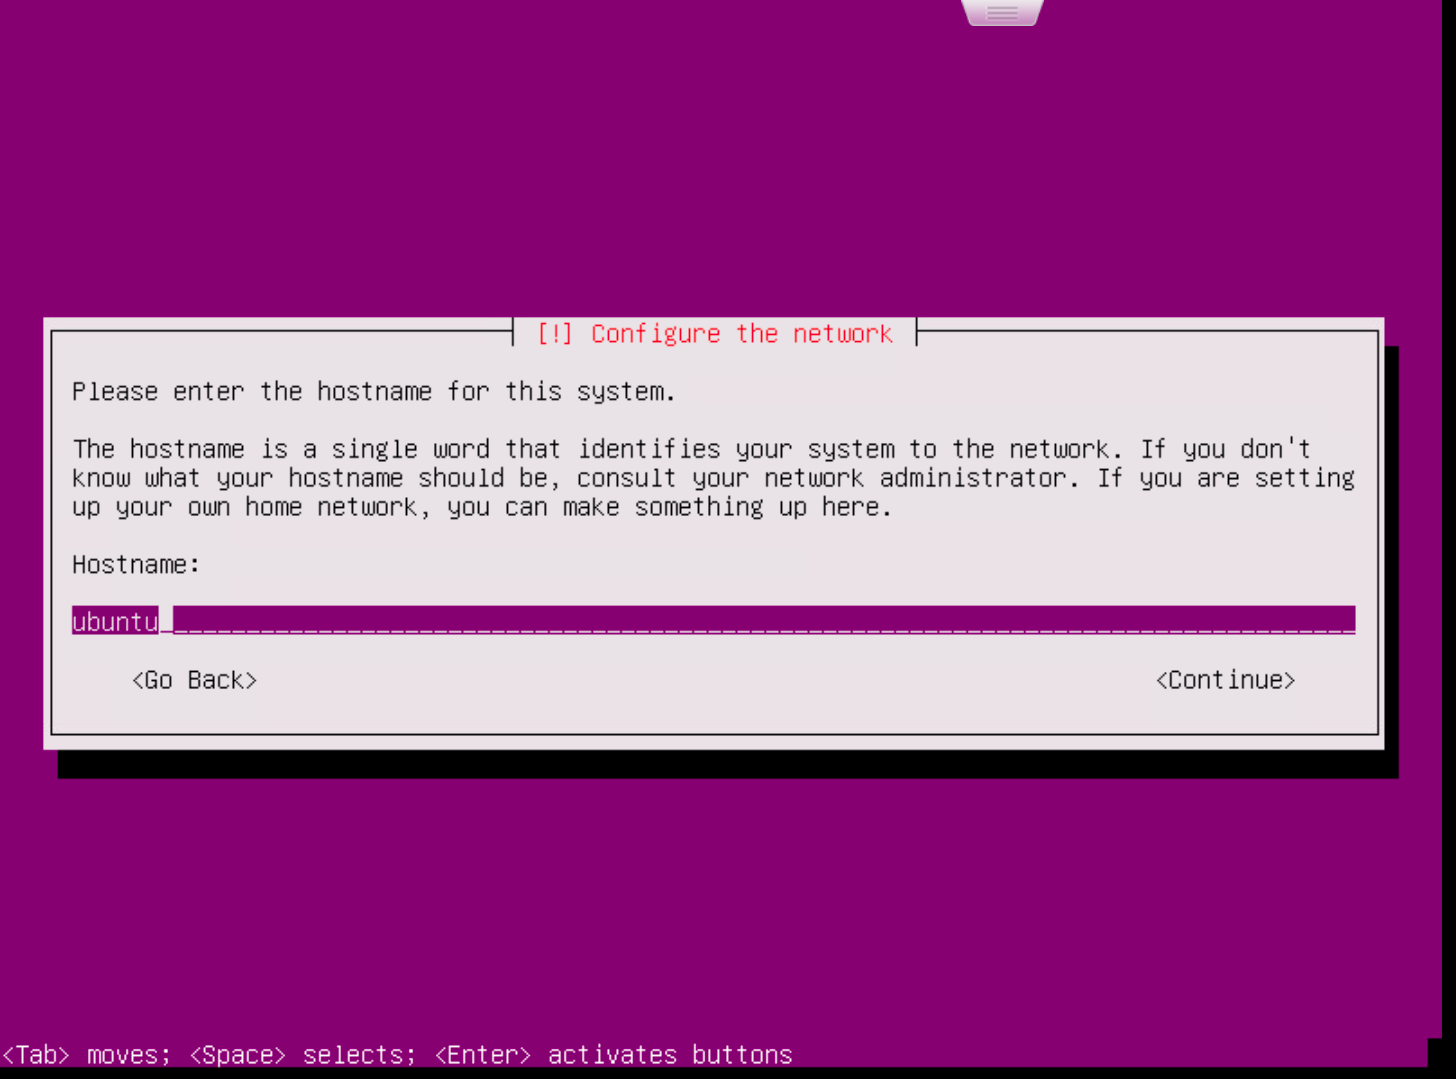 [!] Configure the network
Please enter the hostname for this system.
The hostname is a single word that identifies your system to the network. If you don't
know what your hostname should be, consult your network administrator. If you are setting
up your own home network, you can make something up here.
Hostname:
ubuntu
<Go Back> <Continue>
<Tab> moves; <Space> selects; <Enter> activates buttons